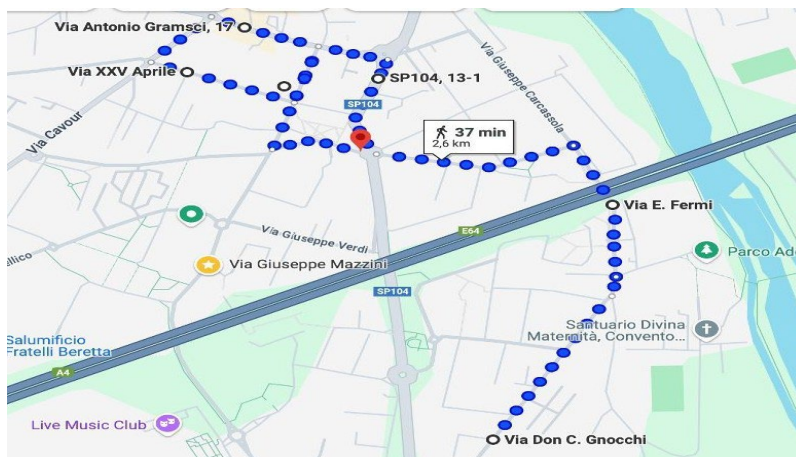 Via Antonio Gramsci, 17
Via XXV Aprile
SP104, 13-1
SP104
Via Giuseppe Carcassola
Via Cavour
37 min
2,6 km
Via E. Fermi
Via Giuseppe Verdi
E64
llico
Via Giuseppe Mazzini
Parco Ad
SP104
Salumificio
Fratelli Beretta
Santuario Divina
Maternità, Convento...
A4
Live Music Club
Via Don C. Gnocchi